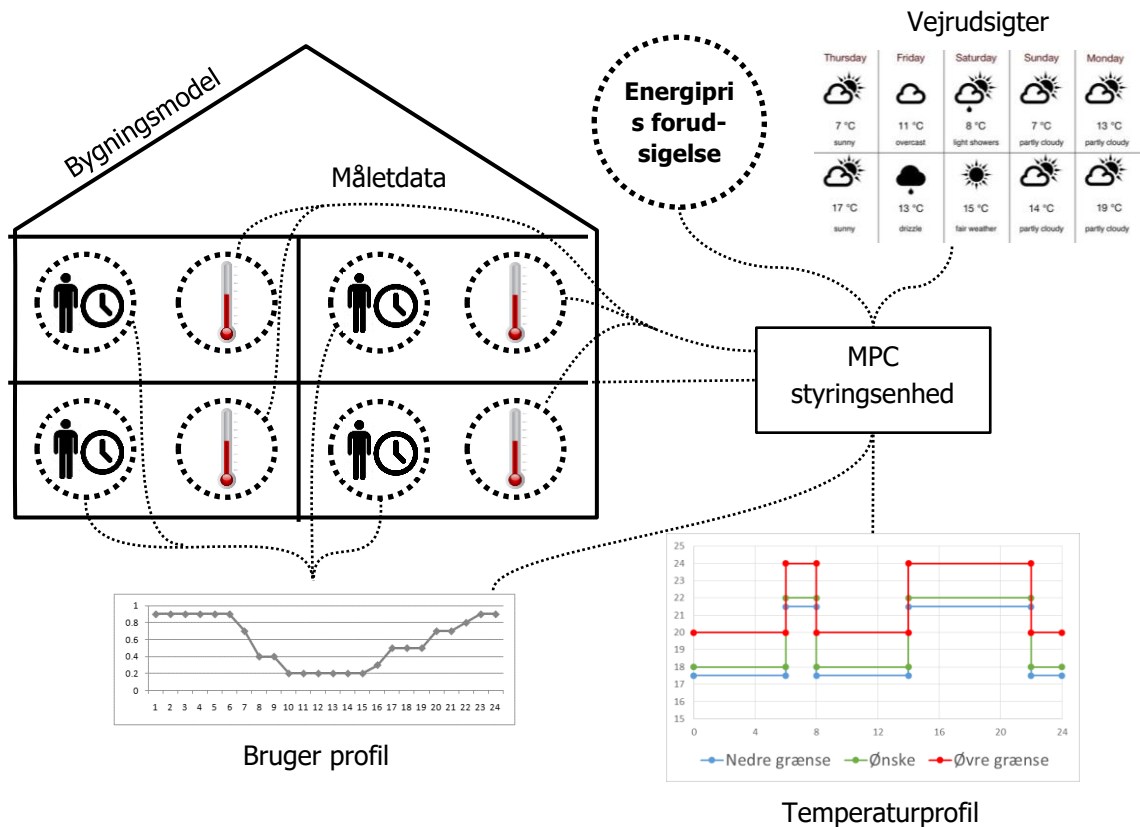 Vejrudsigter
Thursday Friday Saturday Sunday Monday
7 °C 11 °C 8 °C 7 °C 13 °C
sunny overcast light showers partly cloudy partly cloudy
17 °C 13 °C 15 °C 14 °C 19 °C
sunny drizzle fair weather partly cloudy partly cloudy
Energipri
s forud-
sigelse
Bygningsmodel
Måletdata
MPC
styringsenhed
1
0.8
0.6
0.4
0.2
0
1 2 3 4 5 6 7 8 9 10 11 12 13 14 15 16 17 18 19 20 21 22 23 24
Bruger profil
25
24
23
22
21
20
19
18
17
16
15
0 4 8 12 16 20 24
Nedre grænse Ønske Øvre grænse
Temperaturprofil